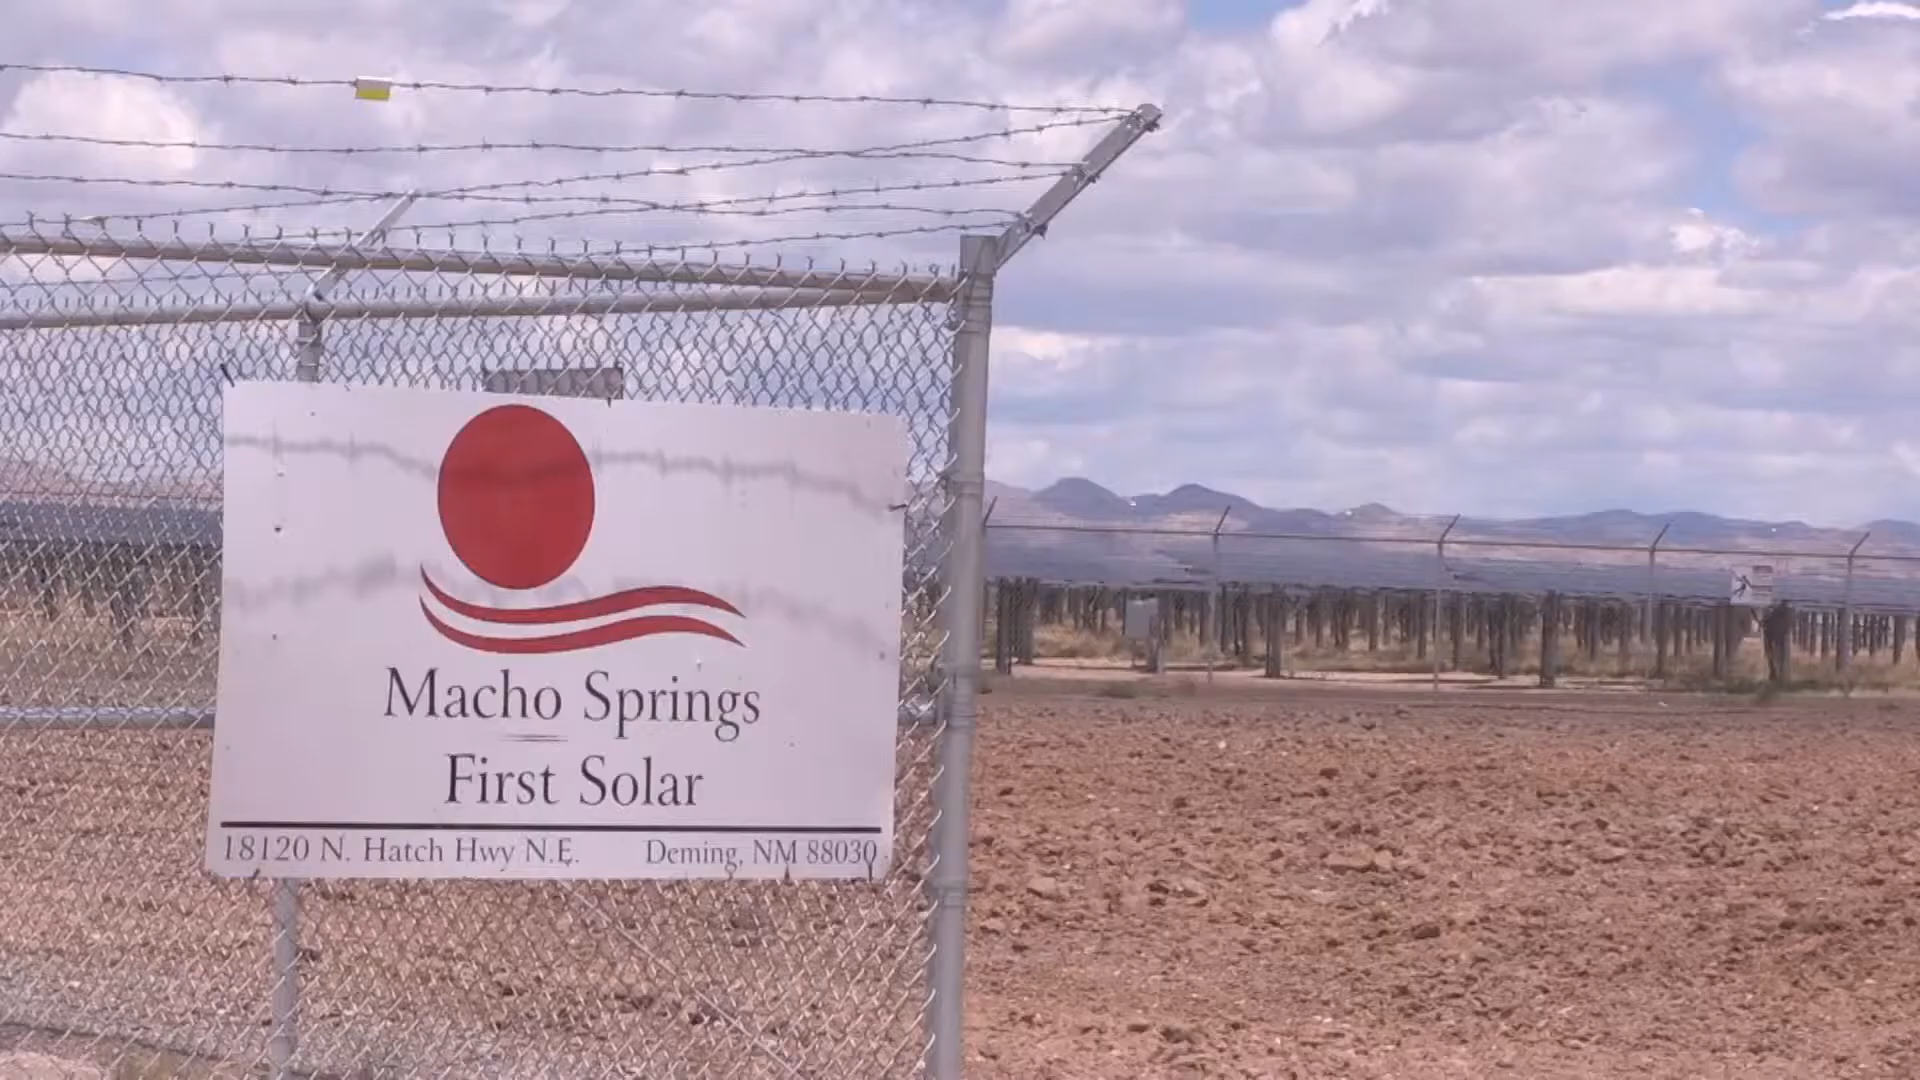 Macho Springs
First Solar
18120 N. Hatch Hwy N.E. Deming, NM 88030